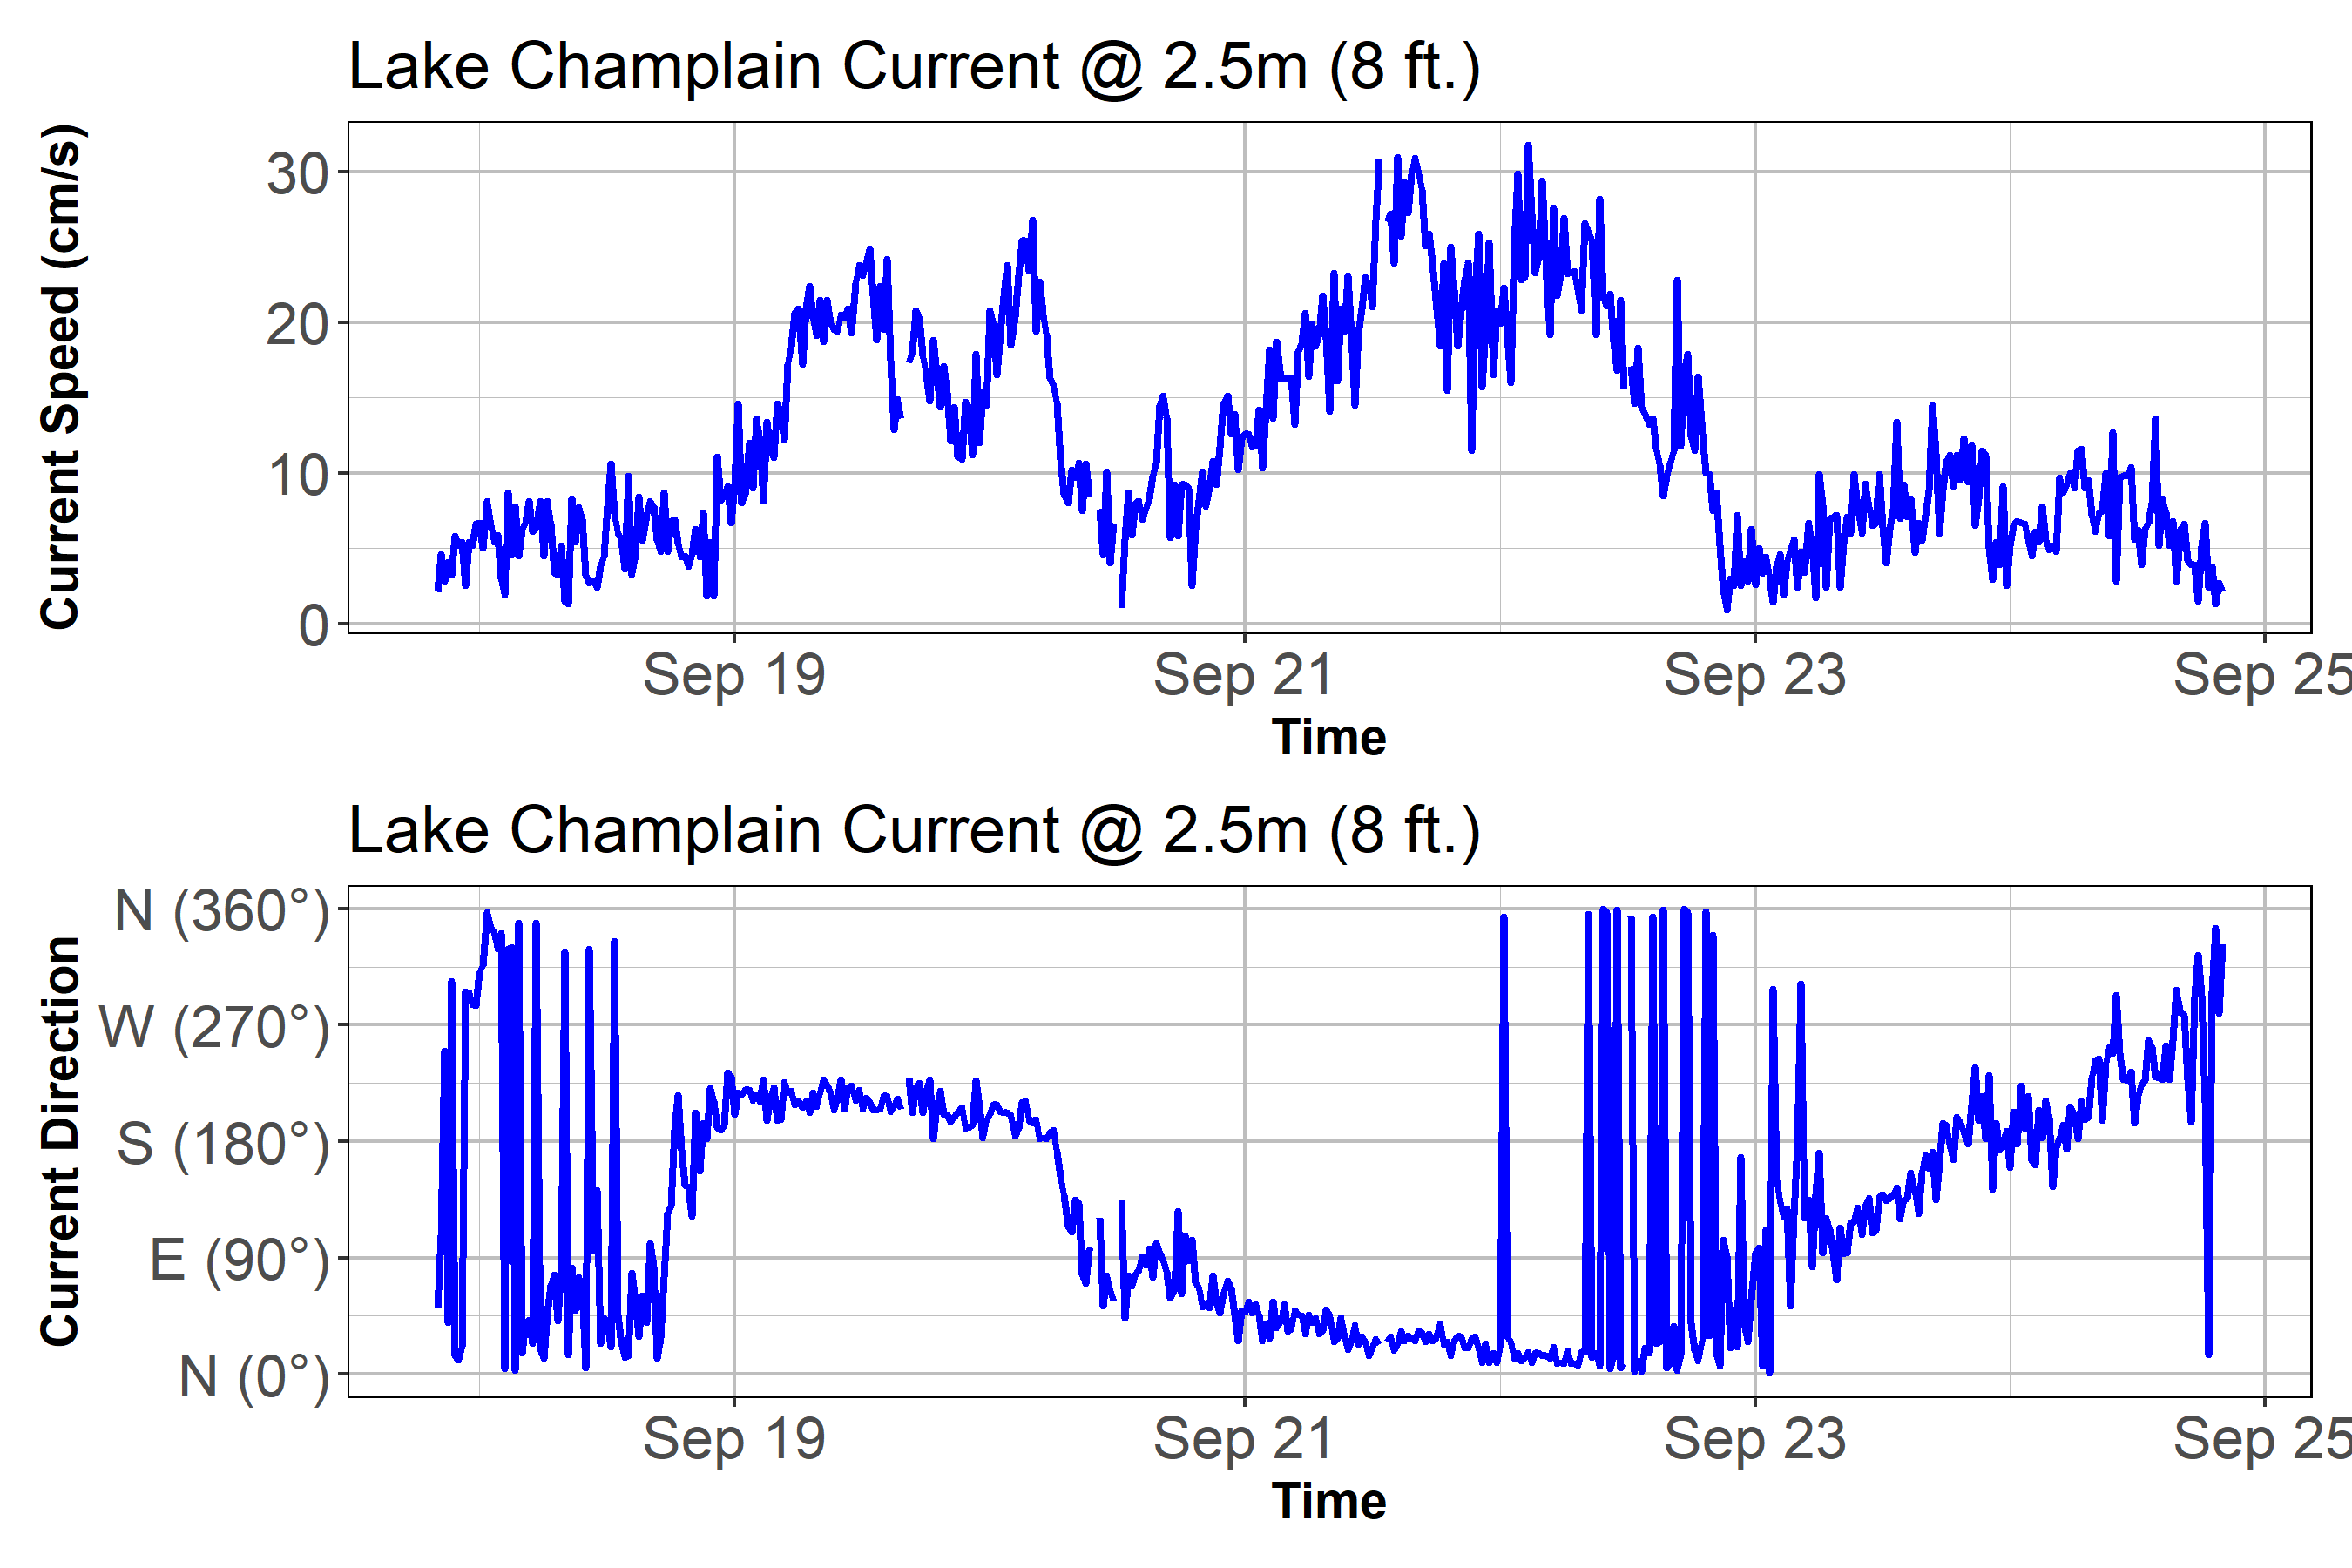 Lake Champlain Current @ 2.5m (8 ft.)
Current Speed (cm/s)
30
20
10
0
Sep 19 Sep 21 Sep 23 Sep 25
Time
Lake Champlain Current @ 2.5m (8 ft.)
Current Direction
N (360°)
W (270°)
S (180°)
E (90°)
N (0°)
Sep 19 Sep 21 Sep 23 Sep 25
Time